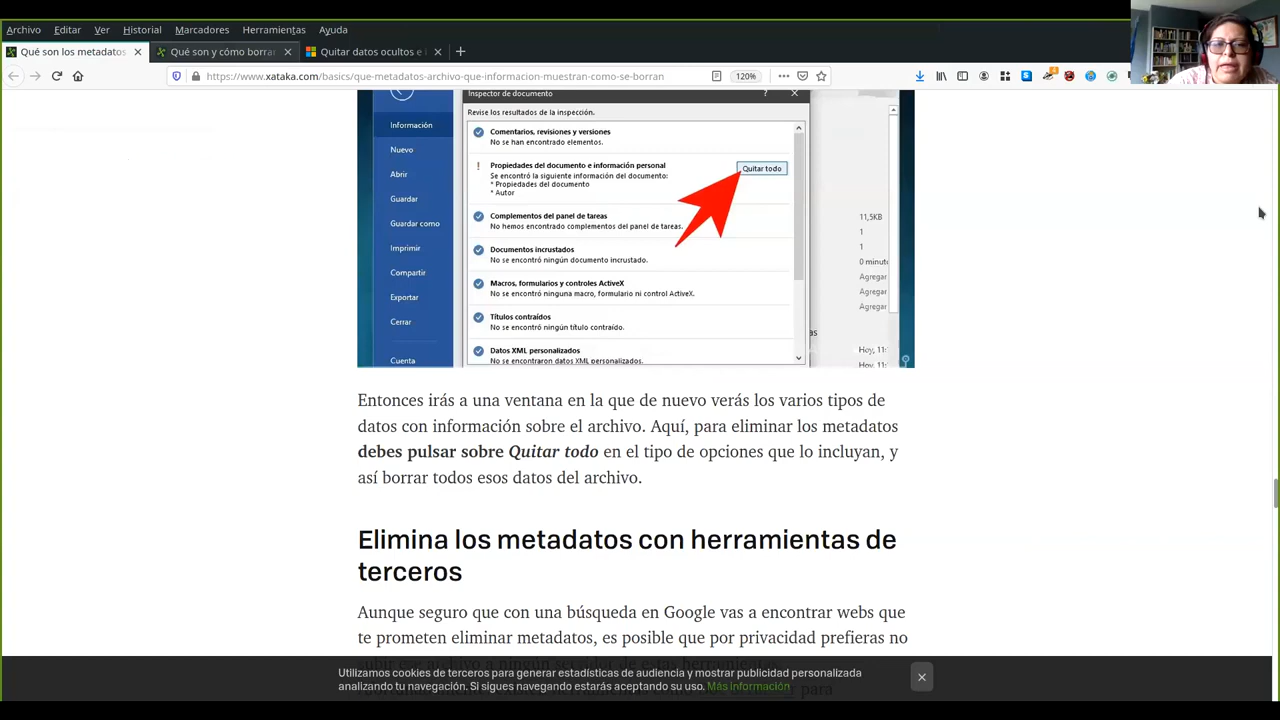 Archivo Editar Ver Historial Marcadores Herramientas Ayuda
Qué son los metadatos × Qué son y cómo borrar × Quitar datos ocultos e × +
https://www.xataka.com/basics/que-metadatos-archivo-que-informacion-muestran-como-se-borran 120%
Inspector de documento ? ×
Revise los resultados de la inspección.
Información
Nuevo
Abrir
Guardar
Guardar como
Imprimir
Compartir
Exportar
Cerrar
Cuenta
Comentarios, revisiones y versiones
No se han encontrado elementos.
! Propiedades del documento e información personal
Se encontró la siguiente información del documento:
* Propiedades del documento
* Autor
Quitar todo
Complementos del panel de tareas
No hemos encontrado complementos del panel de tareas.
Documentos incrustados
No se encontró ningún documento incrustado.
Macros, formularios y controles ActiveX
No se encontró ninguna macro, formulario ni control ActiveX.
Títulos contraídos
No se encontró ningún título contraído.
Datos XML personalizados
No se encontraron datos XML personalizados.
11,5KB
1
1
0 minut
Agregar
Agregar
Agregar
as
Hoy, 11:
Hoy, 11:
Entonces irás a una ventana en la que de nuevo verás los varios tipos de
datos con información sobre el archivo. Aquí, para eliminar los metadatos
debes pulsar sobre Quitar todo en el tipo de opciones que lo incluyan, y
así borrar todos esos datos del archivo.
Elimina los metadatos con herramientas de
terceros
Aunque seguro que con una búsqueda en Google vas a encontrar webs que
te prometen eliminar metadatos, es posible que por privacidad prefieras no
Utilizamos cookies de terceros para generar estadísticas de audiencia y mostrar publicidad personalizada
analizando tu navegación. Si sigues navegando estarás aceptando su uso. Más información
×